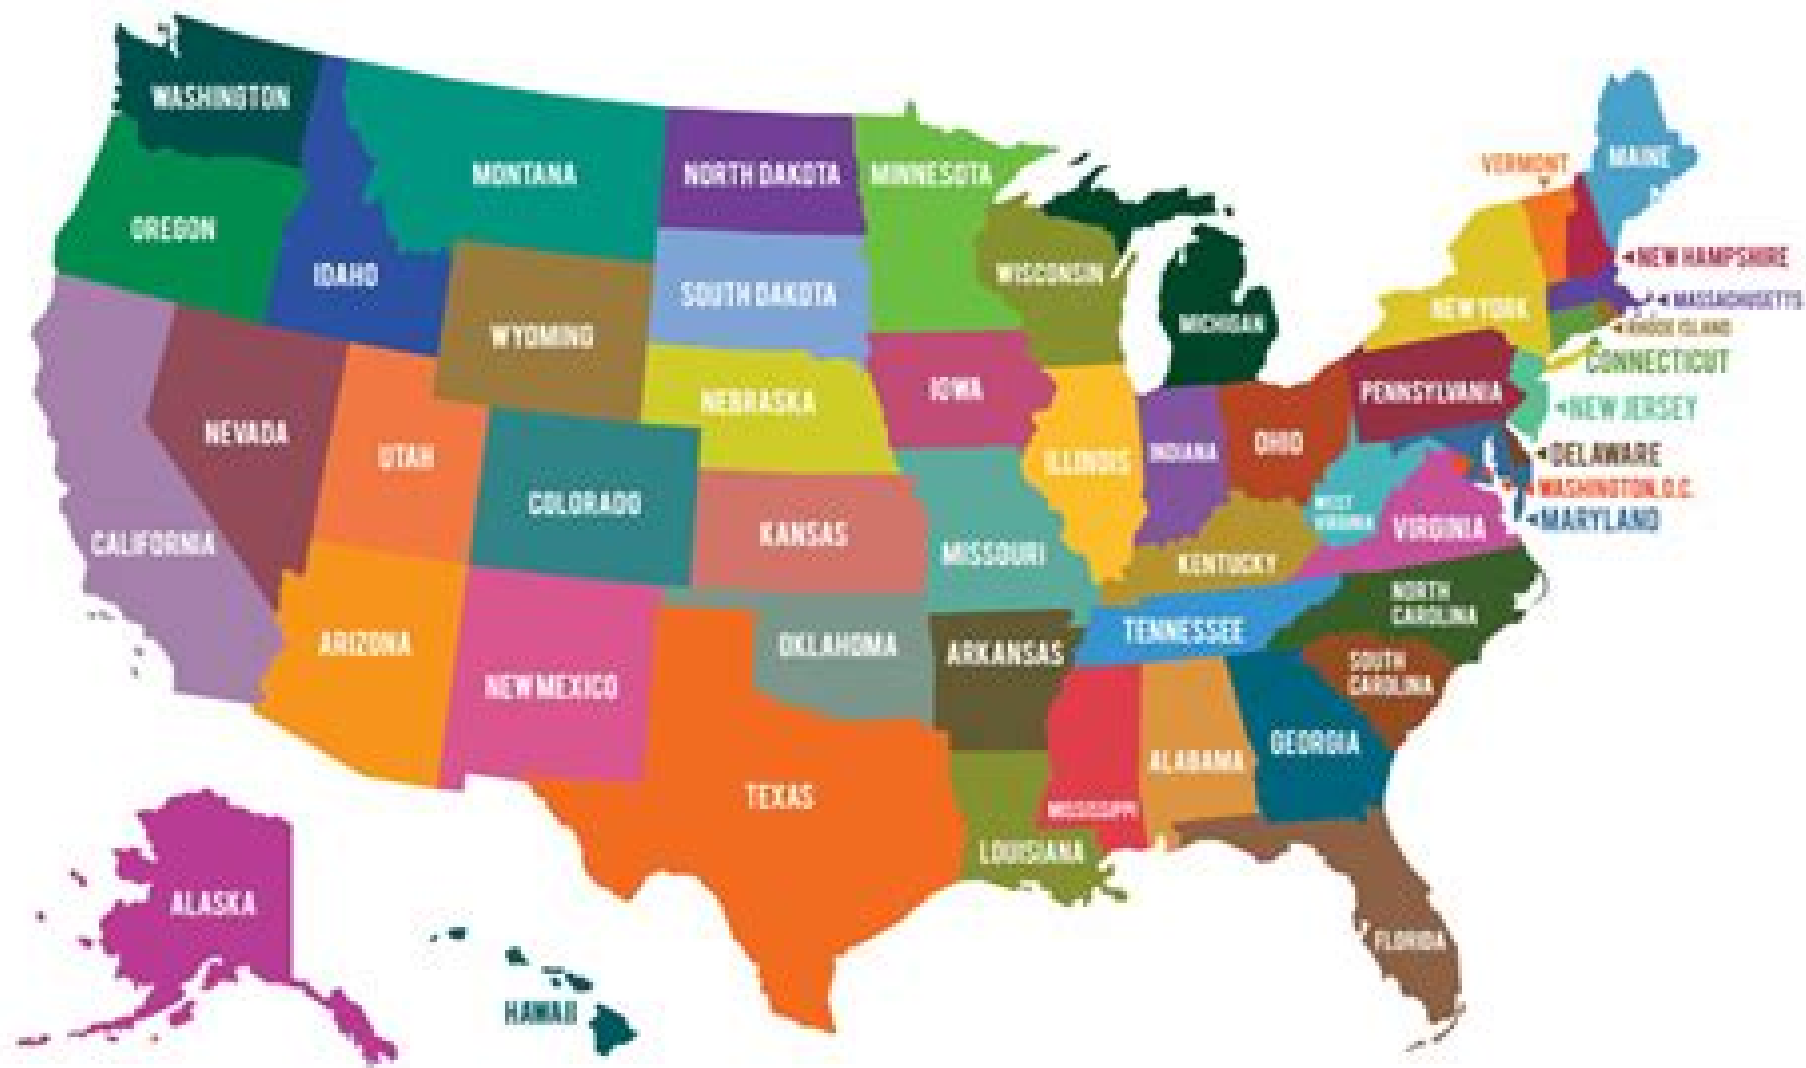 WASHINGTON
MONTANA
NORTH DAKOTA
MINNESOTA
VERMONT
MAINE
OREGON
IDAHO
WISCONSIN
NEW HAMPSHIRE
SOUTH DAKOTA
MASSACHUSETTS
NEW YORK
WYOMING
MICHIGAN
RHODE ISLAND
CONNECTICUT
IOWA
PENNSYLVANIA
NEBRASKA
NEW JERSEY
NEVADA
UTAH
ILLINOIS
INDIANA
OHIO
DELAWARE
WASHINGTON, D.C.
COLORADO
KANSAS
WEST
VIRGINIA
VIRGINIA
MARYLAND
CALIFORNIA
MISSOURI
KENTUCKY
NORTH
CAROLINA
ARIZONA
OKLAHOMA
ARKANSAS
TENNESSEE
SOUTH
CAROLINA
NEW MEXICO
GEORGIA
ALABAMA
TEXAS
MISSISSIPPI
LOUISIANA
ALASKA
FLORIDA
HAWAII